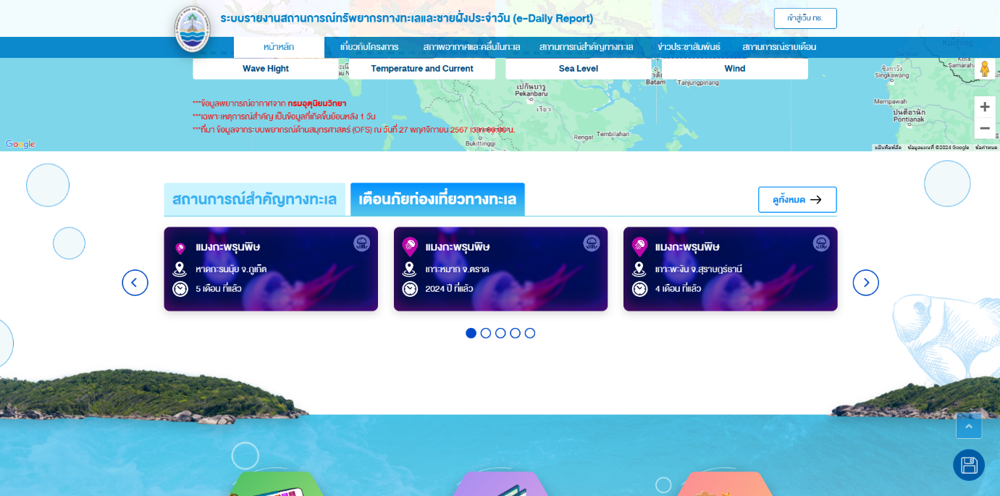 ระบบรายงานสถานการณ์ทรัพยากรทางทะเลและชายฝั่งประจำวัน (e-Daily Report)
เข้าสู่เว็บ ทช.
หน้าหลัก เกี่ยวกับโครงการ สภาพอากาศและคลื่นในทะเล สถานการณ์สำคัญทางทะเล ข่าวประชาสัมพันธ์ สถานการณ์รายเดือน
Kuching
Kota
Samarah
Wave Hight Temperature and Current Sea Level Wind
Batam
Tanjungpinang
ซิงกาวัง
Singkawang
เปกันบารู
Pekanbaru
เรียว
Mempawah
ปนตีอานัก
Pontianak
***ข้อมูลพยากรณ์อากาศจาก กรมอุตุนิยมวิทยา
***เฉพาะเหตุการณ์สำคัญ เป็นข้อมูลที่เกิดขึ้นย้อนหลัง 1 วัน
***ที่มา ข้อมูลจากระบบพยากรณ์ด้านสมุทรศาสตร์ (OFS) ณ วันที่ 27 พฤศจิกายน 2567 เวลา
Rengat Tembilahan
Bukittinggi
Google
แป้นพิมพ์ลัด ข้อมูลแผนที่ ©2024 Google ข้อกำหนด
สถานการณ์สำคัญทางทะเล เตือนภัยท่องเที่ยวทางทะเล ดูทั้งหมด
แมงกะพรุนพิษ
หาดกะรนนุ้ย จ.ภูเก็ต
5 เดือน ที่แล้ว
แมงกะพรุนพิษ
เกาะหมาก จ.ตราด
2024 ปี ที่แล้ว
แมงกะพรุนพิษ
เกาะพะงัน จ.สุราษฎร์ธานี
4 เดือน ที่แล้ว